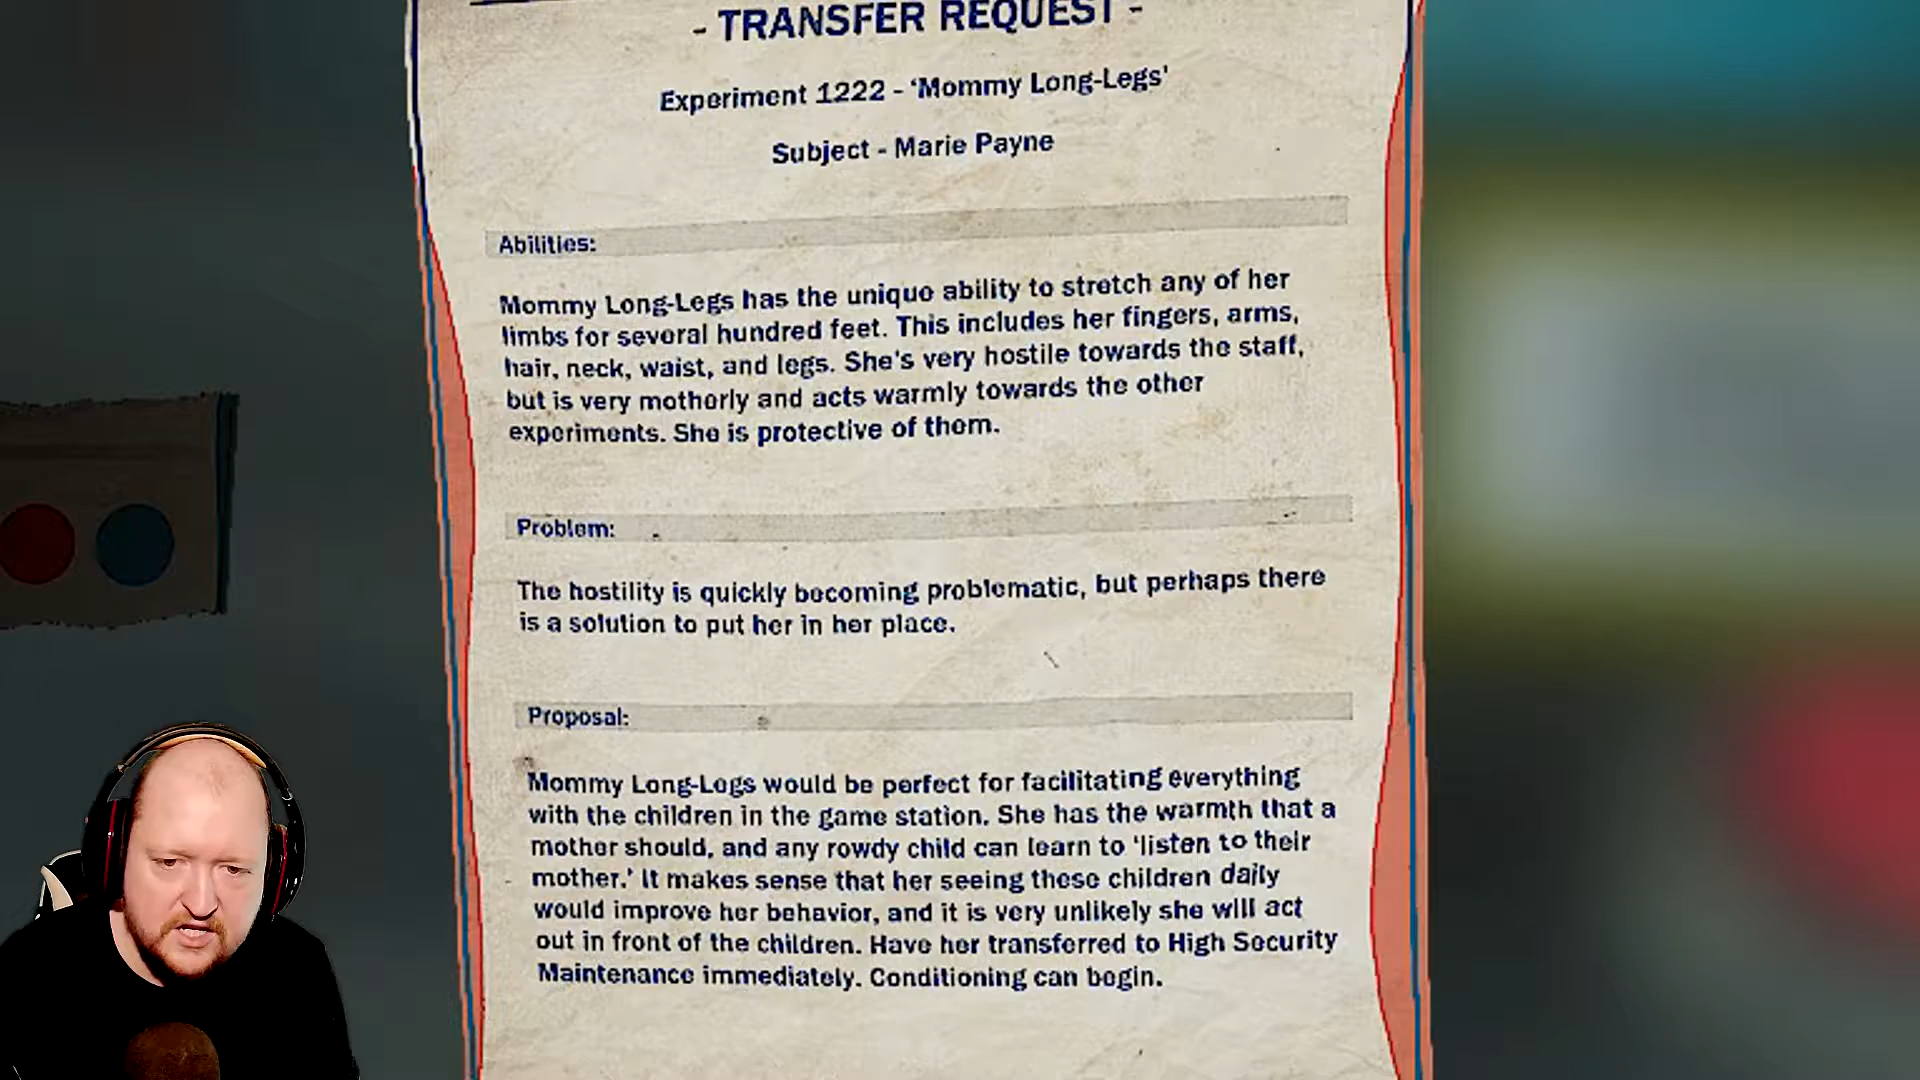 - TRANSFER REQUEST -
Experiment 1222 - ‘Mommy Long-Legs’
Subject - Marie Payne
Abilities:
Mommy Long-Legs has the unique ability to stretch any of her
limbs for several hundred feet. This includes her fingers, arms,
hair, neck, waist, and legs. She's very hostile towards the staff,
but is very motherly and acts warmly towards the other
experiments. She is protective of them.
Problem:
The hostility is quickly becoming problematic, but perhaps there
is a solution to put her in her place.
Proposal:
Mommy Long-Legs would be perfect for facilitating everything
with the children in the game station. She has the warmth that a
mother should, and any rowdy child can learn to 'listen to their
mother.' It makes sense that her seeing these children daily
would improve her behavior, and it is very unlikely she will act
out in front of the children. Have her transferred to High Security
Maintenance immediately. Conditioning can begin.